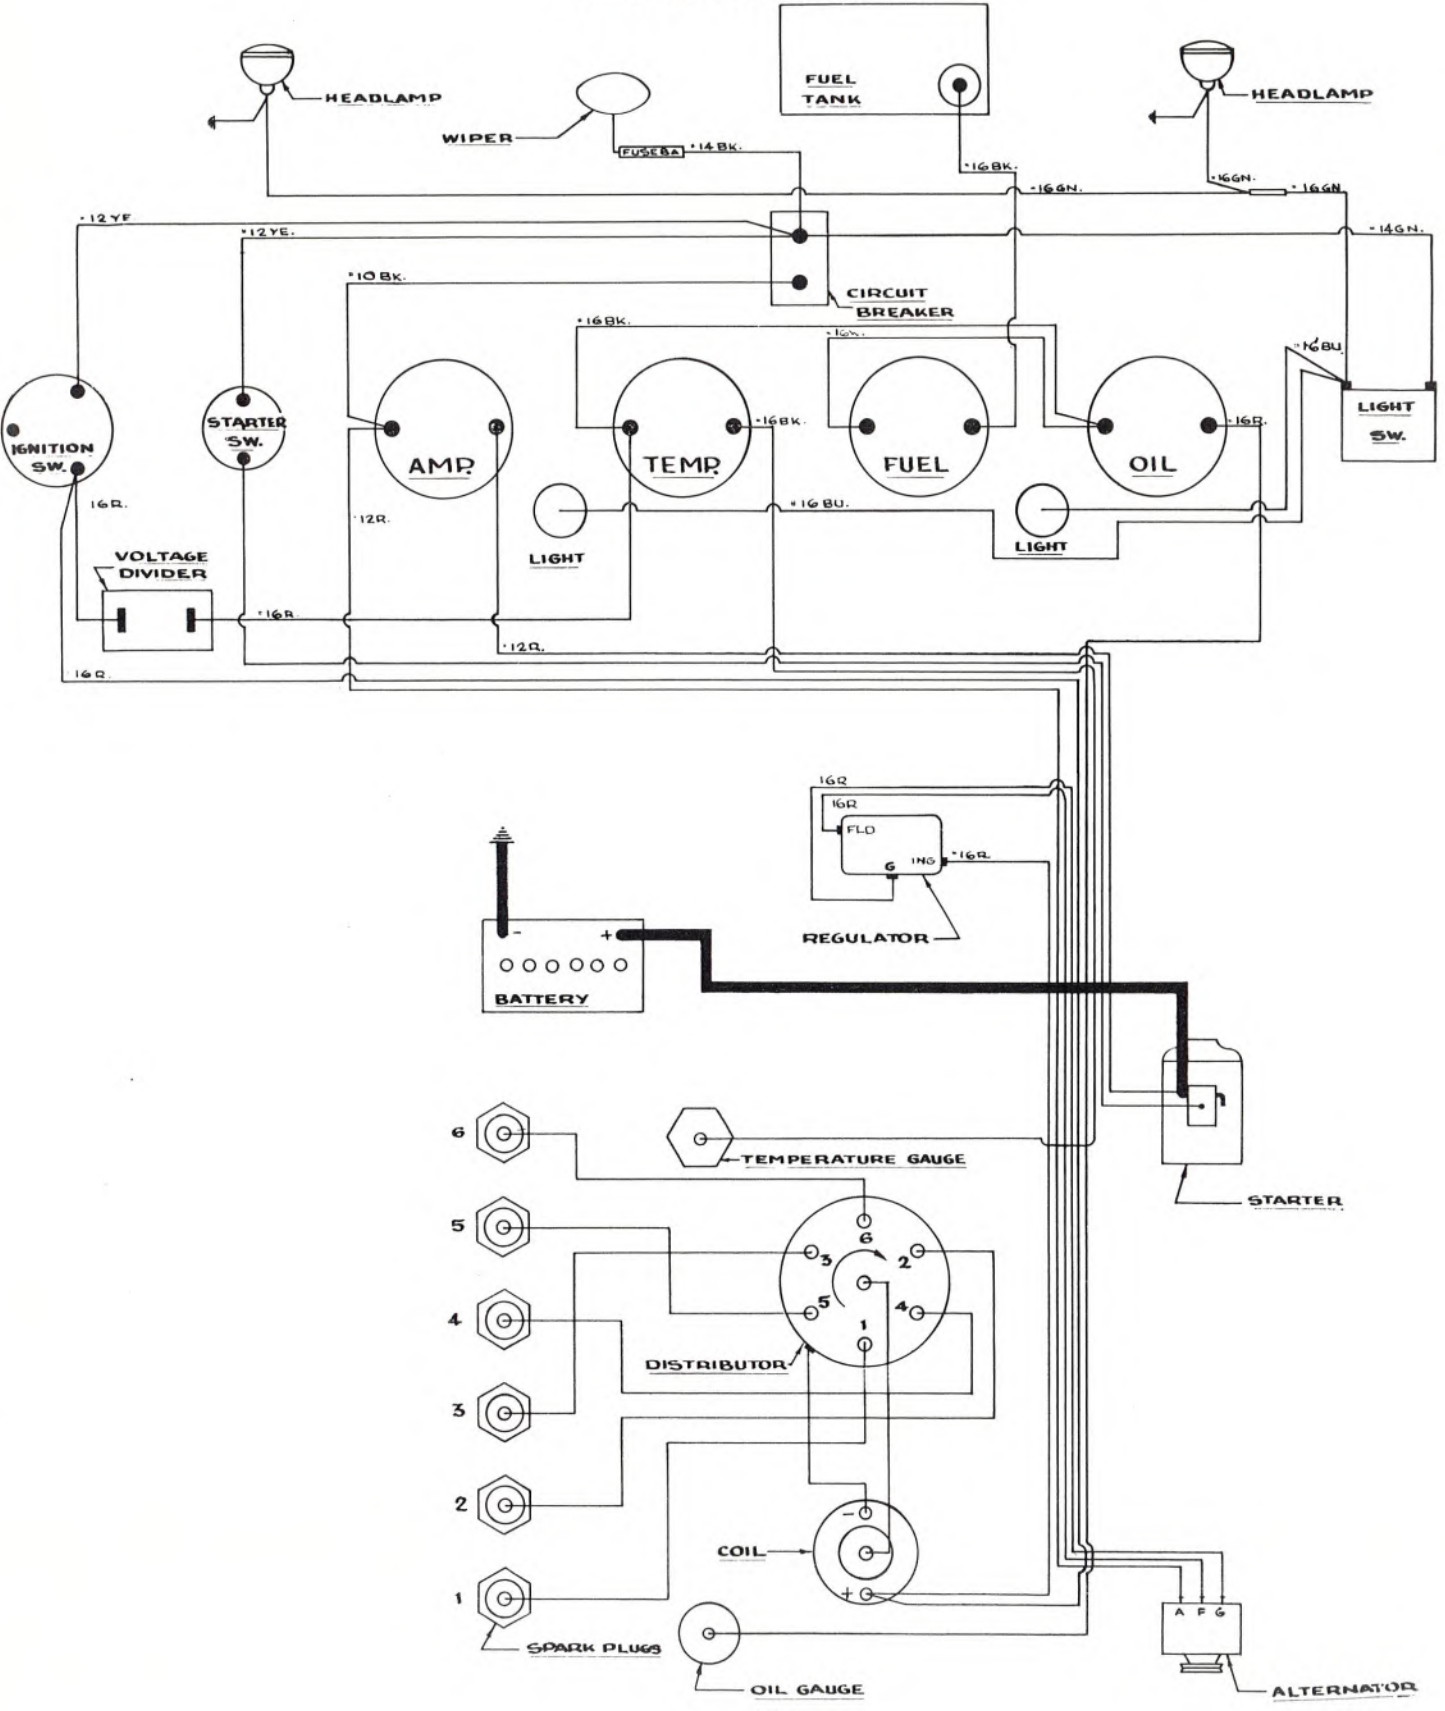 HEADLAMP
WIPER
FUSE 8A
·14 BK.
FUEL
TANK
·16 BK.
HEADLAMP
·16 GN.
·16 GN.
·16 GN
·12 YE
·12 YE.
·14 GN.
·10 BK.
CIRCUIT
BREAKER
·16 BK.
·16 BU
IGNITION
SW.
STARTER
SW.
AMP.
TEMP.
·16 BK.
FUEL
OIL
·16 R.
LIGHT
SW.
16 R.
·12 R.
LIGHT
·16 BU.
LIGHT
VOLTAGE
DIVIDER
·16 R.
·12 R.
·16 R.
16 R
16 R
FLD
G
ING
·16 R
REGULATOR
- +
BATTERY
STARTER
6
TEMPERATURE GAUGE
5
6
3
2
5
4
1
4
DISTRIBUTOR
3
2
COIL
-
+
1
SPARK PLUGS
OIL GAUGE
A F G
ALTERNATOR